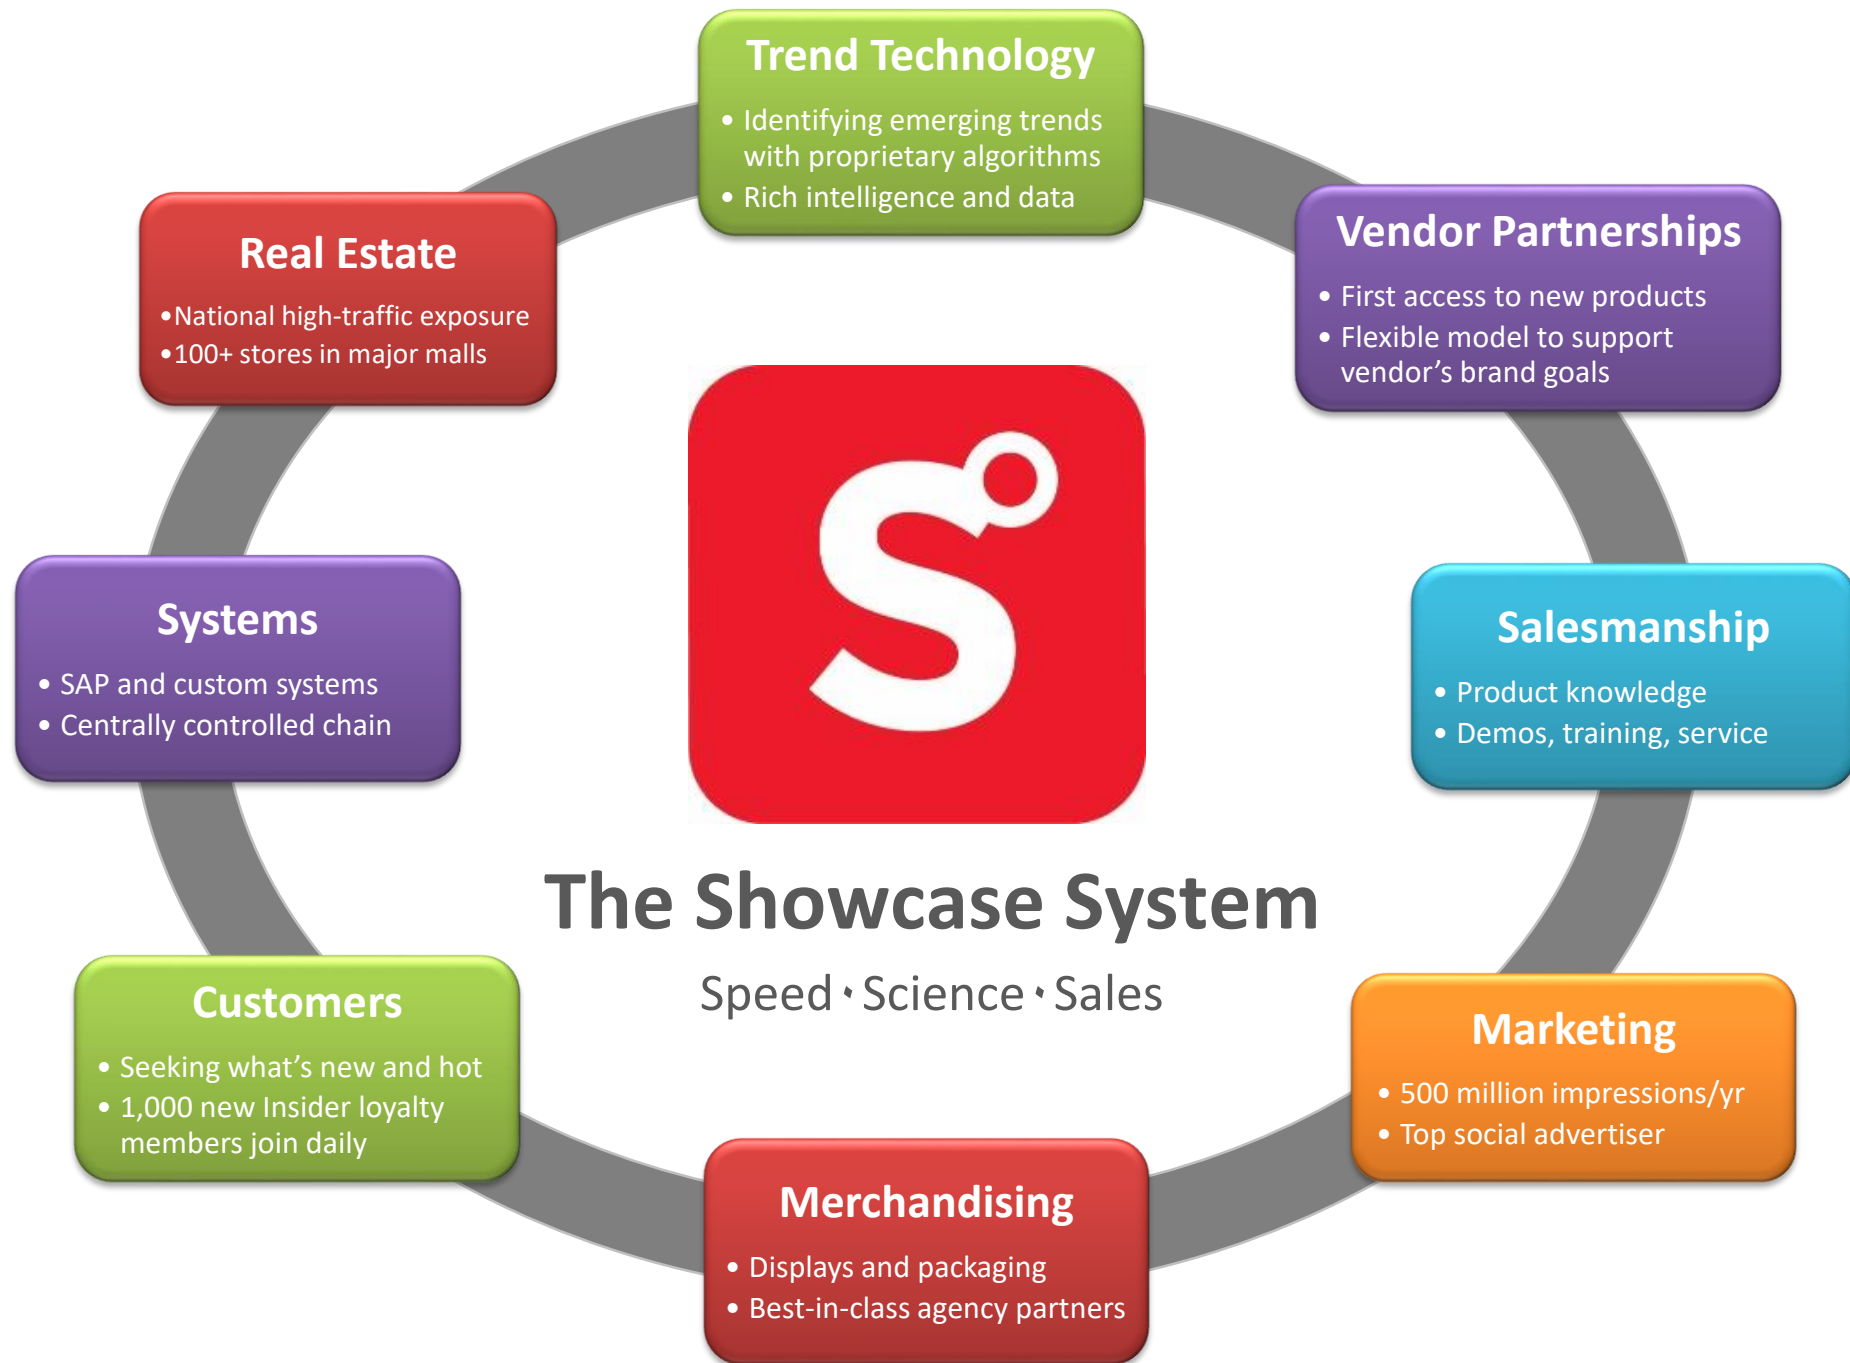 Trend Technology
• Identifying emerging trends
with proprietary algorithms
• Rich intelligence and data
Vendor Partnerships
• First access to new products
• Flexible model to support
vendor’s brand goals
Salesmanship
• Product knowledge
• Demos, training, service
Marketing
• 500 million impressions/yr
• Top social advertiser
Merchandising
• Displays and packaging
• Best-in-class agency partners
Customers
• Seeking what’s new and hot
• 1,000 new Insider loyalty
members join daily
Systems
• SAP and custom systems
• Centrally controlled chain
Real Estate
•National high-traffic exposure
•100+ stores in major malls
S
The Showcase System
Speed⬩Science⬩Sales